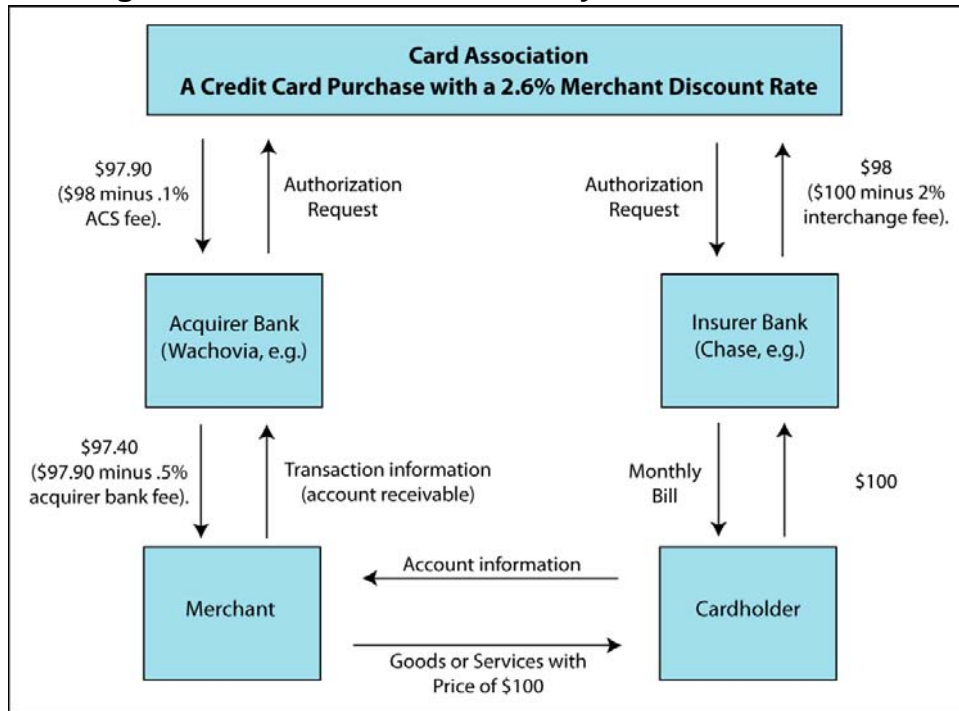 Card Association
A Credit Card Purchase with a 2.6% Merchant Discount Rate
$97.90
($98 minus .1%
ACS fee).
Authorization
Request
Authorization
Request
$98
($100 minus 2%
interchange fee).
Acquirer Bank
(Wachovia, e.g.)
Insurer Bank
(Chase, e.g.)
$97.40
($97.90 minus .5%
acquirer bank fee).
Transaction information
(account receivable)
Monthly
Bill
$100
Merchant
Account information
Cardholder
Goods or Services with
Price of $100